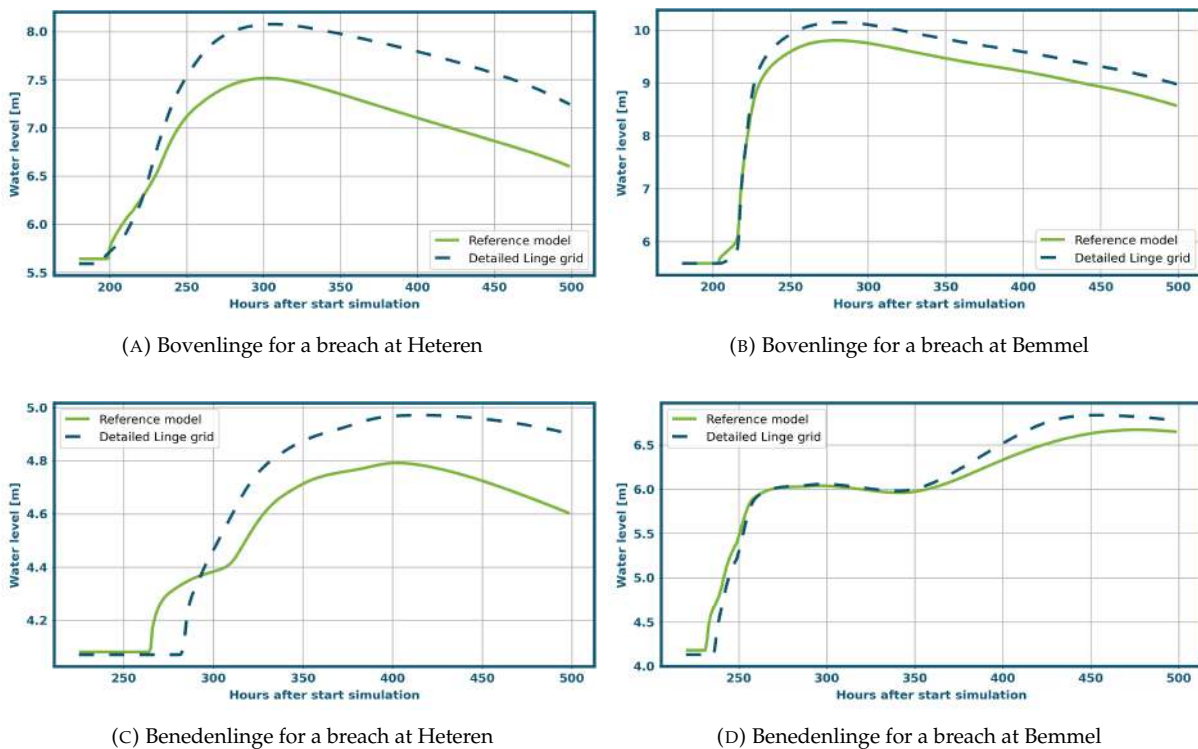 8.0
7.5
7.0
6.5
6.0
5.5
Water level [m]
200 250 300 350 400 450 500
Hours after start simulation
Reference model
Detailed Linge grid
(A) Bovenlinge for a breach at Heteren
10
9
8
7
6
Water level [m]
200 250 300 350 400 450 500
Hours after start simulation
Reference model
Detailed Linge grid
(B) Bovenlinge for a breach at Bemmel
5.0
4.8
4.6
4.4
4.2
Water level [m]
250 300 350 400 450 500
Hours after start simulation
Reference model
Detailed Linge grid
(C) Benedenlinge for a breach at Heteren
6.5
6.0
5.5
5.0
4.5
4.0
Water level [m]
250 300 350 400 450 500
Hours after start simulation
Reference model
Detailed Linge grid
(D) Benedenlinge for a breach at Bemmel